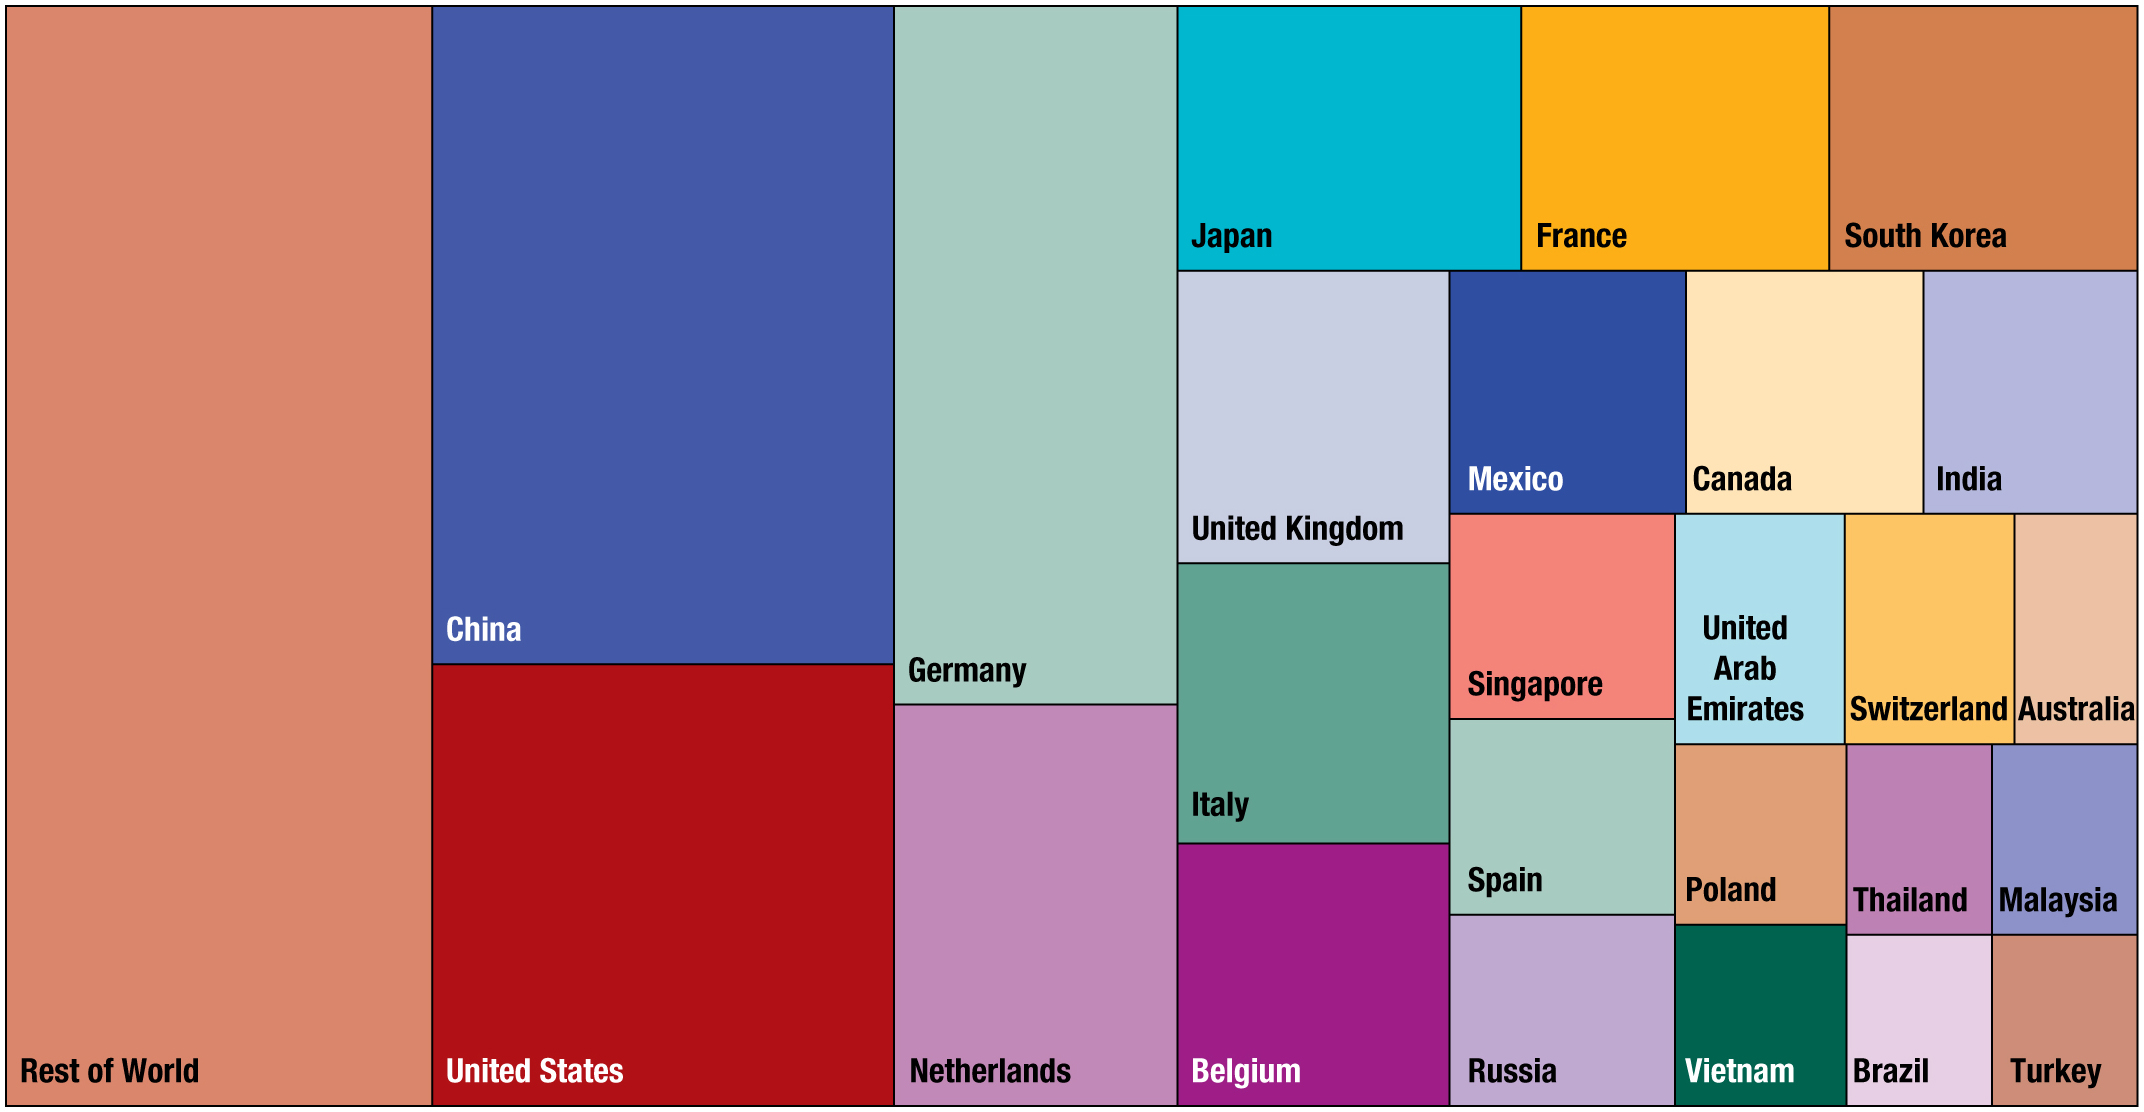 Rest of World
China
United States
Germany
Netherlands
Japan
France
South Korea
United Kingdom
Italy
Belgium
Mexico
Canada
India
Singapore
Spain
Russia
United
Arab
Emirates
Switzerland
Australia
Poland
Thailand
Malaysia
Vietnam
Brazil
Turkey